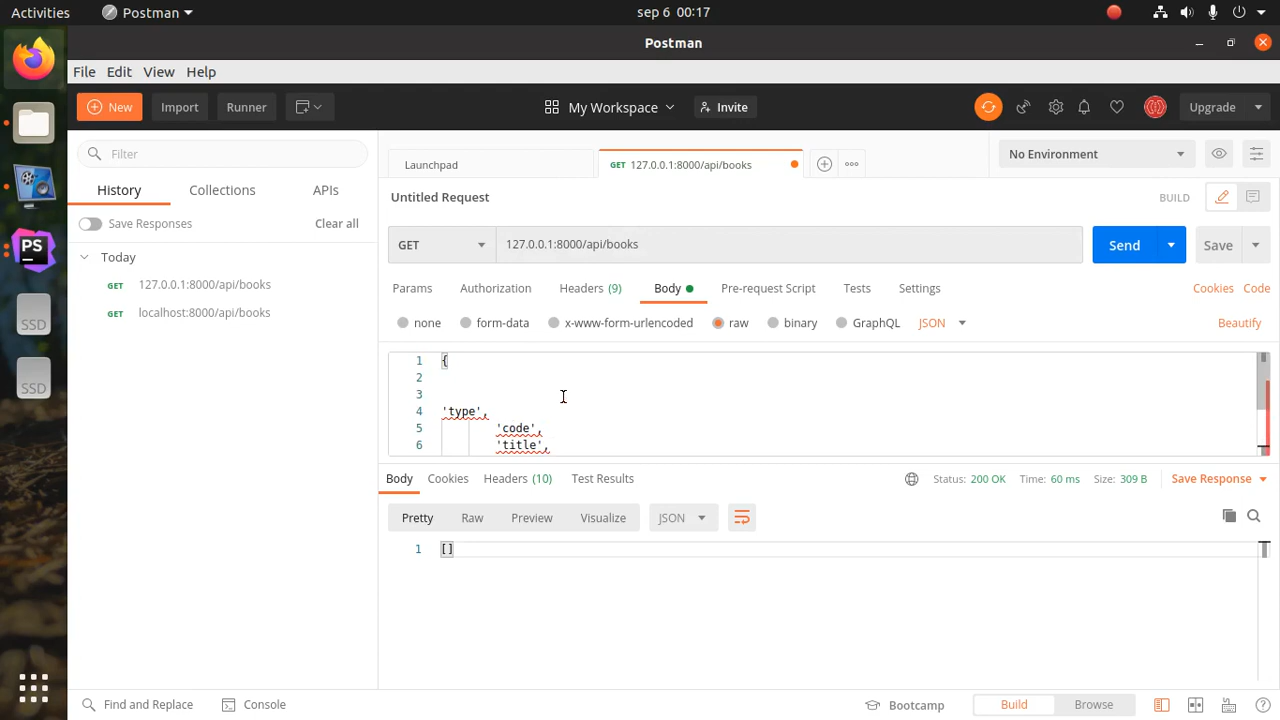 Activities Postman sep 6 00:17
Postman
File Edit View Help
New Import Runner My Workspace Invite Upgrade
Filter
History Collections APIs
Save Responses Clear all
Today
GET 127.0.0.1:8000/api/books
GET localhost:8000/api/books
Launchpad GET 127.0.0.1:8000/api/books No Environment
Untitled Request BUILD
GET 127.0.0.1:8000/api/books Send Save
Params Authorization Headers (9) Body Pre-request Script Tests Settings Cookies Code
none form-data x-www-form-urlencoded raw binary GraphQL JSON Beautify
1 {
2
3
4 'type',
5 'code',
6 'title',
Body Cookies Headers (10) Test Results Status: 200 OK Time: 60 ms Size: 309 B Save Response
Pretty Raw Preview Visualize JSON
1 []
PS
SSD
SSD
Find and Replace Console Bootcamp Build Browse